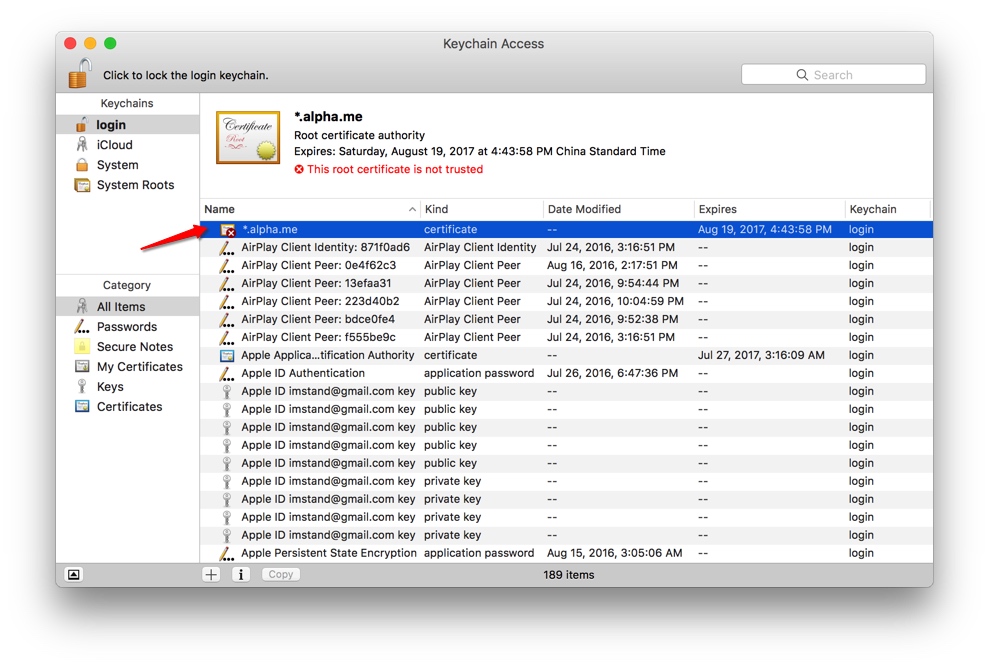 Keychain Access
Click to lock the login keychain.
Search
Keychains
login
iCloud
System
System Roots
Category
All Items
Passwords
Secure Notes
My Certificates
Keys
Certificates
Certificate
Root
*.alpha.me
Root certificate authority
Expires: Saturday, August 19, 2017 at 4:43:58 PM China Standard Time
This root certificate is not trusted
Name Kind Date Modified Expires Keychain
*.alpha.me certificate -- Aug 19, 2017, 4:43:58 PM login
AirPlay Client Identity: 871f0ad6 AirPlay Client Identity Jul 24, 2016, 3:16:51 PM -- login
AirPlay Client Peer: 0e4f62c3 AirPlay Client Peer Aug 16, 2016, 2:17:51 PM -- login
AirPlay Client Peer: 13efaa31 AirPlay Client Peer Jul 24, 2016, 9:54:44 PM -- login
AirPlay Client Peer: 223d40b2 AirPlay Client Peer Jul 24, 2016, 10:04:59 PM -- login
AirPlay Client Peer: bdce0fe4 AirPlay Client Peer Jul 24, 2016, 9:52:38 PM -- login
AirPlay Client Peer: f555be9c AirPlay Client Peer Jul 24, 2016, 3:16:51 PM -- login
Apple Applica...tification Authority certificate -- Jul 27, 2017, 3:16:09 AM login
Apple ID Authentication application password Jul 26, 2016, 6:47:36 PM -- login
Apple ID imstand@gmail.com key public key -- -- login
Apple ID imstand@gmail.com key public key -- -- login
Apple ID imstand@gmail.com key public key -- -- login
Apple ID imstand@gmail.com key public key -- -- login
Apple ID imstand@gmail.com key public key -- -- login
Apple ID imstand@gmail.com key private key -- -- login
Apple ID imstand@gmail.com key private key -- -- login
Apple ID imstand@gmail.com key private key -- -- login
Apple ID imstand@gmail.com key private key -- -- login
Apple Persistent State Encryption application password Aug 15, 2016, 3:05:06 AM -- login
Copy
189 items